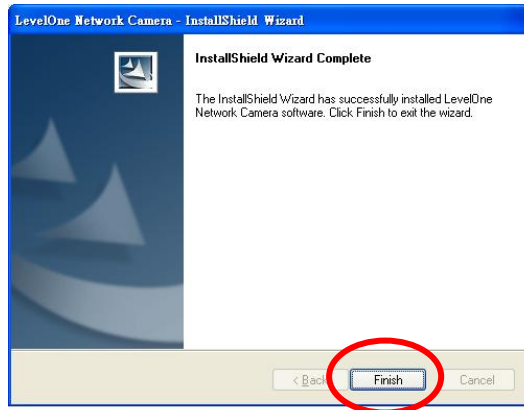 LevelOne Network Camera - InstallShield Wizard
InstallShield Wizard Complete
The InstallShield Wizard has successfully installed LevelOne
Network Camera software. Click Finish to exit the wizard.
< Back
Finish
Cancel